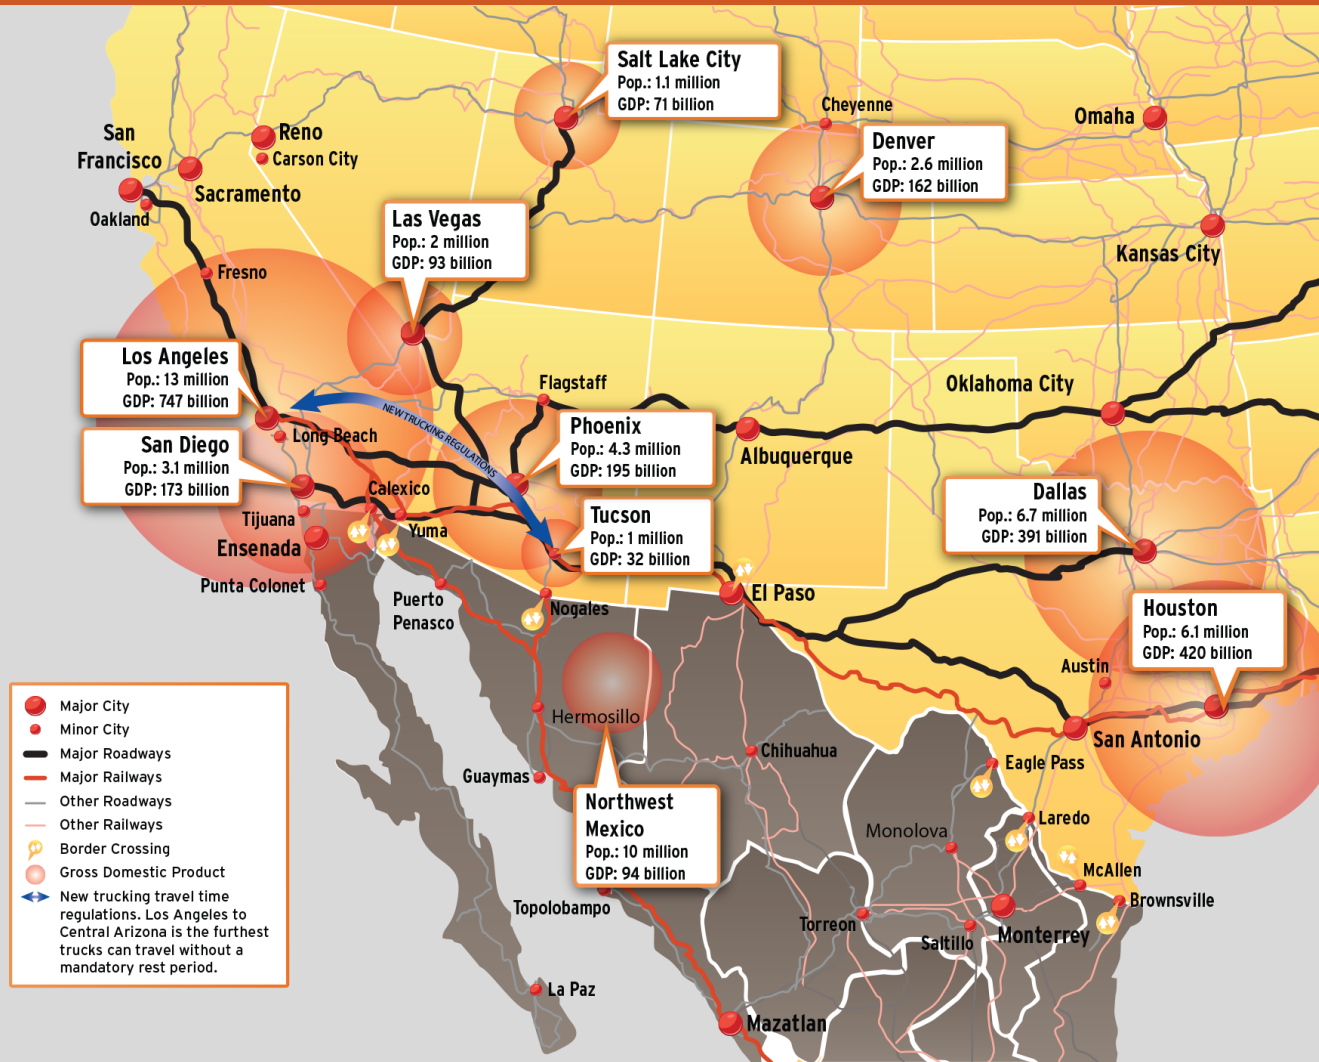 Salt Lake City
Pop.: 1.1 million
GDP: 71 billion
Cheyenne
Omaha
Denver
Pop.: 2.6 million
GDP: 162 billion
San
Francisco
Reno
Carson City
Sacramento
Oakland
Las Vegas
Pop.: 2 million
GDP: 93 billion
Kansas City
Fresno
Los Angeles
Pop.: 13 million
GDP: 747 billion
Flagstaff
Oklahoma City
NEW TRUCKING REGULATIONS
Long Beach
Phoenix
Pop.: 4.3 million
GDP: 195 billion
Albuquerque
San Diego
Pop.: 3.1 million
GDP: 173 billion
Calexico
Dallas
Pop.: 6.7 million
GDP: 391 billion
Tijuana
Yuma
Tucson
Pop.: 1 million
GDP: 32 billion
Ensenada
Punta Colonet
Puerto
Penasco
Nogales
El Paso
Houston
Pop.: 6.1 million
GDP: 420 billion
Austin
Hermosillo
Chihuahua
San Antonio
Eagle Pass
Guaymas
Northwest
Mexico
Pop.: 10 million
GDP: 94 billion
Laredo
Monolova
McAllen
Brownsville
Topolobampo
Torreon
Saltillo
Monterrey
La Paz
Mazatlan
Major City
Minor City
Major Roadways
Major Railways
Other Roadways
Other Railways
Border Crossing
Gross Domestic Product
New trucking travel time
regulations. Los Angeles to
Central Arizona is the furthest
trucks can travel without a
mandatory rest period.